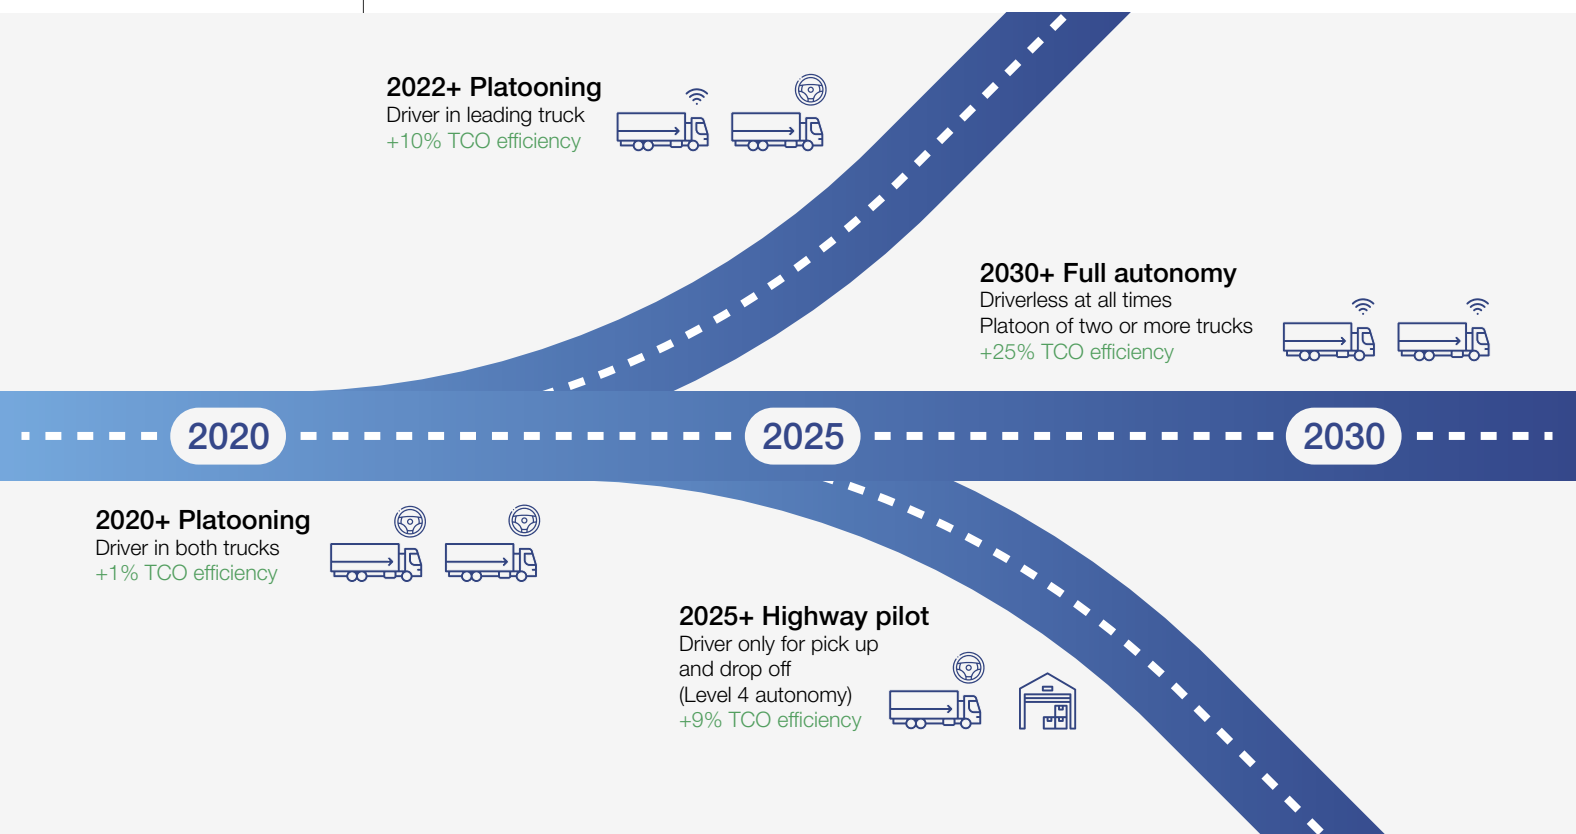 2022+ Platooning
Driver in leading truck
+10% TCO efficiency
2030+ Full autonomy
Driverless at all times
Platoon of two or more trucks
+25% TCO efficiency
2020
2025
2030
2020+ Platooning
Driver in both trucks
+1% TCO efficiency
2025+ Highway pilot
Driver only for pick up
and drop off
(Level 4 autonomy)
+9% TCO efficiency